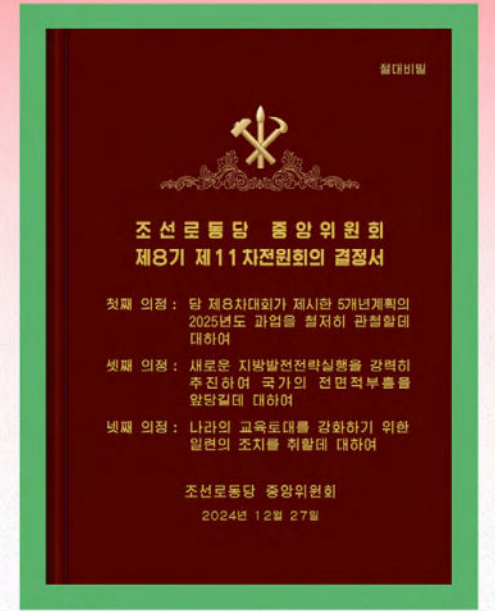 절대비밀
조선로동당 중앙위원회
제8기 제11차전원회의 결정서
첫째 의정 : 당 제8차대회가 제시한 5개년계획의
2025년도 과업을 철저히 관철할데
대하여
셋째 의정 : 새로운 지방발전전략실행을 강력히
추진하여 국가의 전면적부흥을
앞당길데 대하여
넷째 의정 : 나라의 교육토대를 강화하기 위한
일련의 조치를 취할데 대하여
조선로동당 중앙위원회
2024년 12월 27일